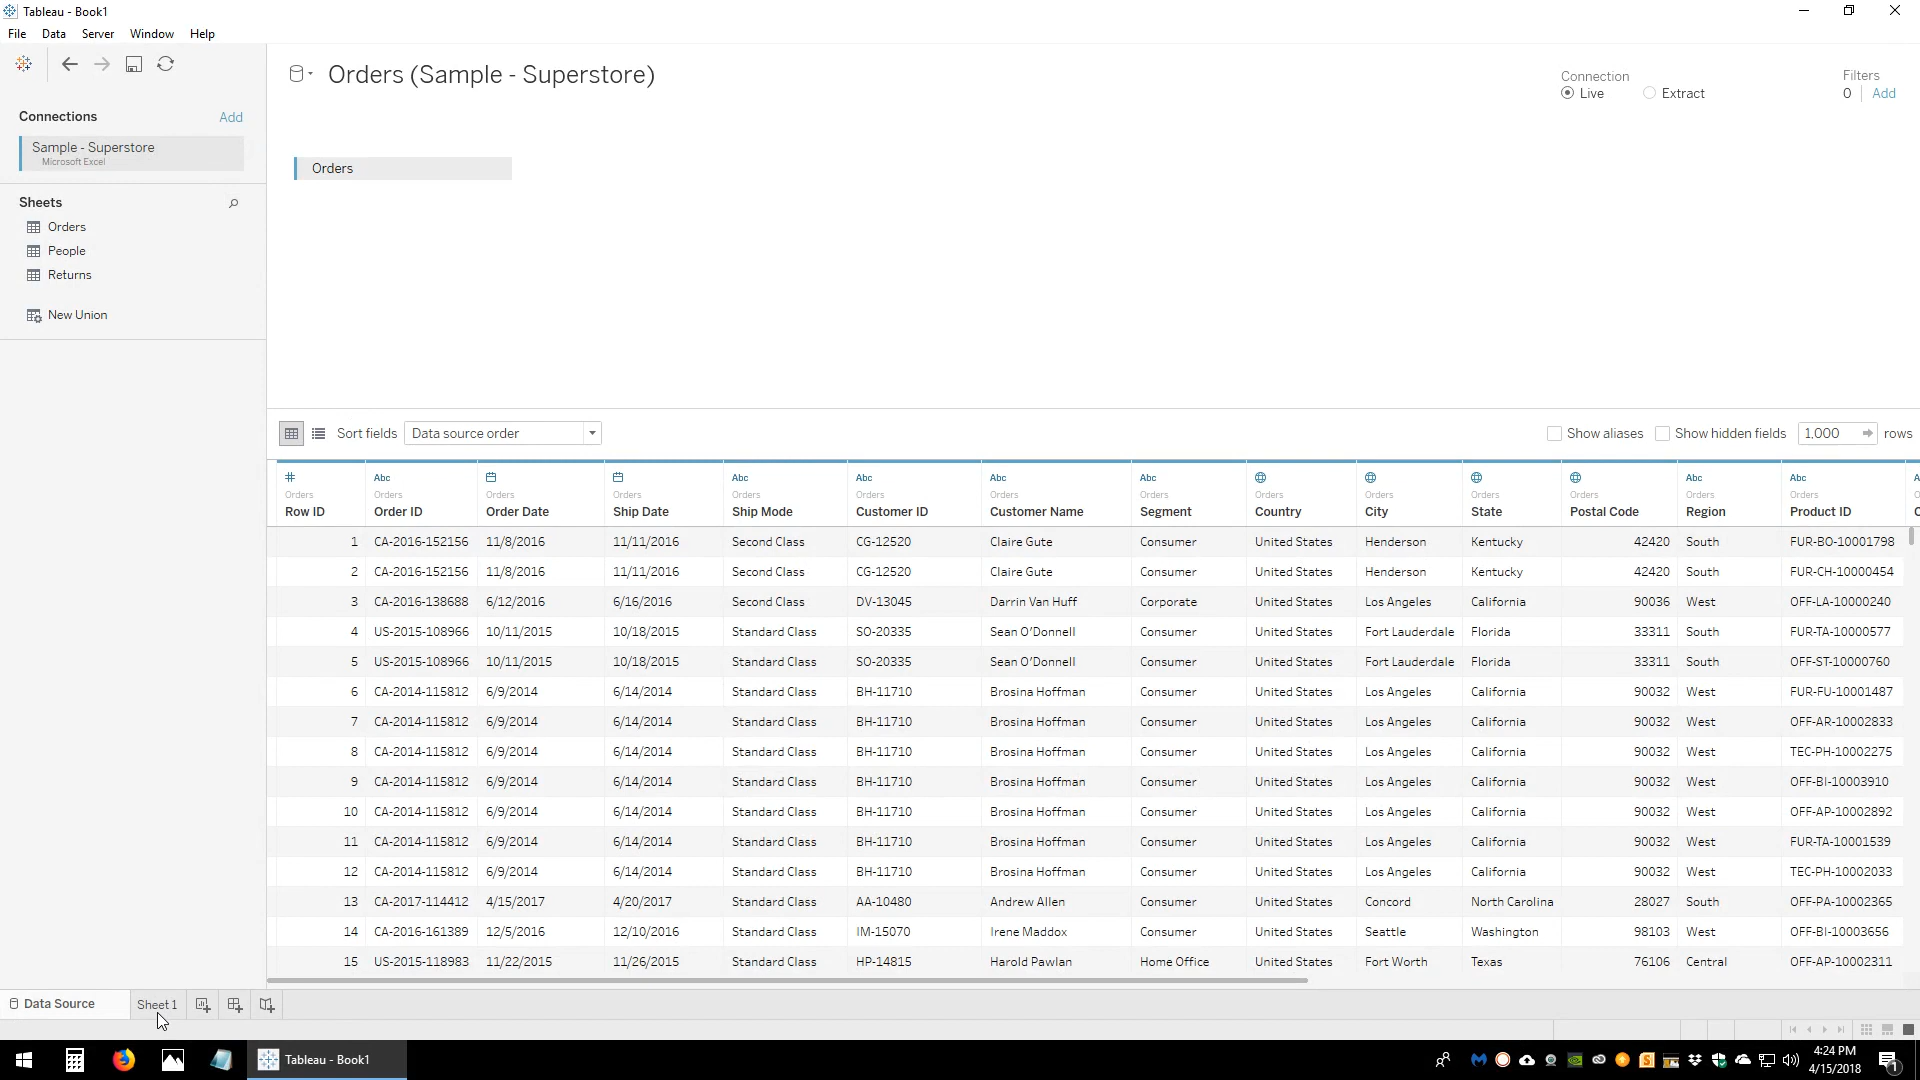 Tableau - Book1
File Data Server Window Help
Connections Add
Sample - Superstore
Microsoft Excel
Sheets
Orders
People
Returns
New Union
Orders (Sample - Superstore)
Connection
Live Extract
Filters
0 Add
Orders
Sort fields Data source order Show aliases Show hidden fields 1,000 rows
# Abc Abc Abc Abc Abc Abc Abc
Orders Orders Orders Orders Orders Orders Orders Orders Orders Orders Orders Orders Orders Orders
Row ID Order ID Order Date Ship Date Ship Mode Customer ID Customer Name Segment Country City State Postal Code Region Product ID
1 CA-2016-152156 11/8/2016 11/11/2016 Second Class CG-12520 Claire Gute Consumer United States Henderson Kentucky 42420 South FUR-BO-10001798
2 CA-2016-152156 11/8/2016 11/11/2016 Second Class CG-12520 Claire Gute Consumer United States Henderson Kentucky 42420 South FUR-CH-10000454
3 CA-2016-138688 6/12/2016 6/16/2016 Second Class DV-13045 Darrin Van Huff Corporate United States Los Angeles California 90036 West OFF-LA-10000240
4 US-2015-108966 10/11/2015 10/18/2015 Standard Class SO-20335 Sean O’Donnell Consumer United States Fort Lauderdale Florida 33311 South FUR-TA-10000577
5 US-2015-108966 10/11/2015 10/18/2015 Standard Class SO-20335 Sean O’Donnell Consumer United States Fort Lauderdale Florida 33311 South OFF-ST-10000760
6 CA-2014-115812 6/9/2014 6/14/2014 Standard Class BH-11710 Brosina Hoffman Consumer United States Los Angeles California 90032 West FUR-FU-10001487
7 CA-2014-115812 6/9/2014 6/14/2014 Standard Class BH-11710 Brosina Hoffman Consumer United States Los Angeles California 90032 West OFF-AR-10002833
8 CA-2014-115812 6/9/2014 6/14/2014 Standard Class BH-11710 Brosina Hoffman Consumer United States Los Angeles California 90032 West TEC-PH-10002275
9 CA-2014-115812 6/9/2014 6/14/2014 Standard Class BH-11710 Brosina Hoffman Consumer United States Los Angeles California 90032 West OFF-BI-10003910
10 CA-2014-115812 6/9/2014 6/14/2014 Standard Class BH-11710 Brosina Hoffman Consumer United States Los Angeles California 90032 West OFF-AP-10002892
11 CA-2014-115812 6/9/2014 6/14/2014 Standard Class BH-11710 Brosina Hoffman Consumer United States Los Angeles California 90032 West FUR-TA-10001539
12 CA-2014-115812 6/9/2014 6/14/2014 Standard Class BH-11710 Brosina Hoffman Consumer United States Los Angeles California 90032 West TEC-PH-10002033
13 CA-2017-114412 4/15/2017 4/20/2017 Standard Class AA-10480 Andrew Allen Consumer United States Concord North Carolina 28027 South OFF-PA-10002365
14 CA-2016-161389 12/5/2016 12/10/2016 Standard Class IM-15070 Irene Maddox Consumer United States Seattle Washington 98103 West OFF-BI-10003656
15 US-2015-118983 11/22/2015 11/26/2015 Standard Class HP-14815 Harold Pawlan Home Office United States Fort Worth Texas 76106 Central OFF-AP-10002311
Data Source Sheet 1
Tableau - Book1
4:24 PM
4/15/2018
1